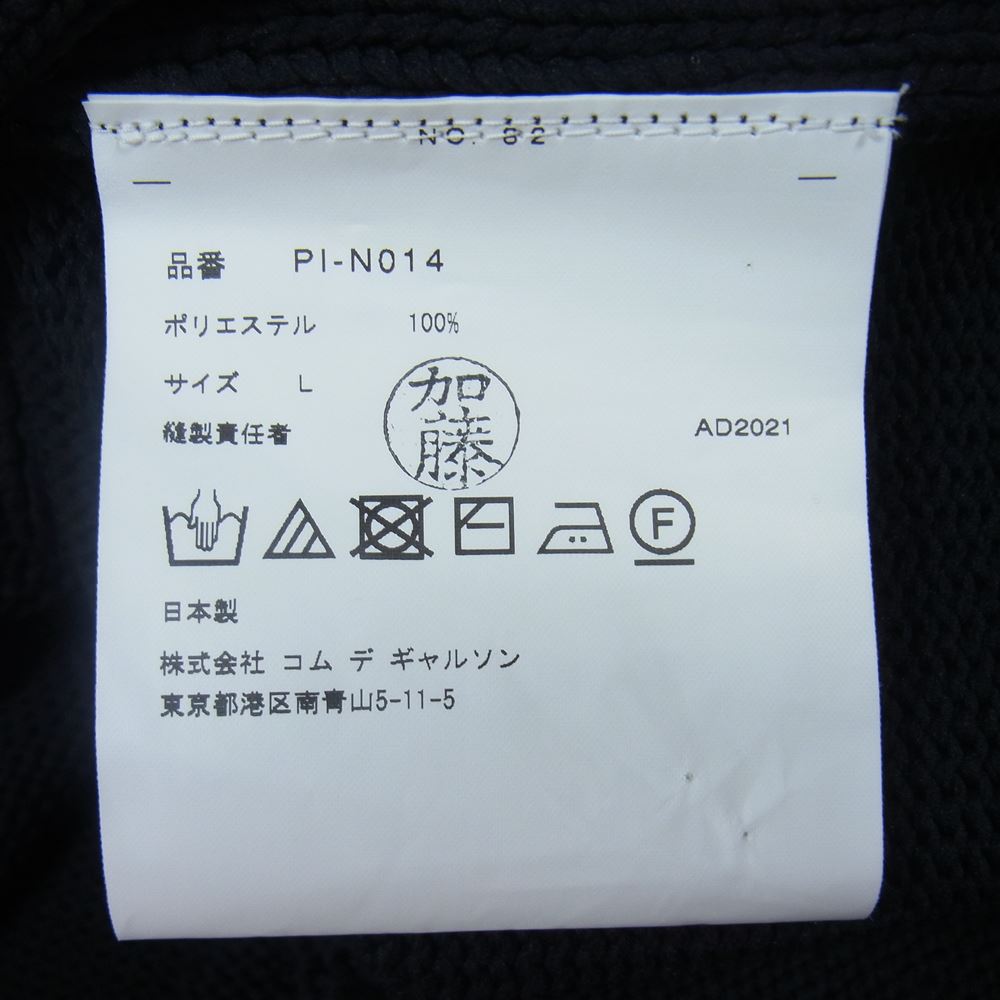 NO. 82
品番 PI-N014
ポリエステル 100%
サイズ L
加藤
縫製責任者 AD2021
F
日本製
株式会社 コム デ ギャルソン
東京都港区南青山5-11-5